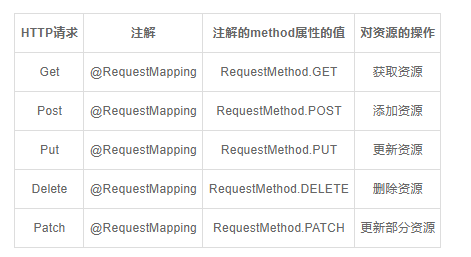 HTTP请求 注解 注解的method属性的值 对资源的操作
Get @RequestMapping RequestMethod.GET 获取资源
Post @RequestMapping RequestMethod.POST 添加资源
Put @RequestMapping RequestMethod.PUT 更新资源
Delete @RequestMapping RequestMethod.DELETE 删除资源
Patch @RequestMapping RequestMethod.PATCH 更新部分资源